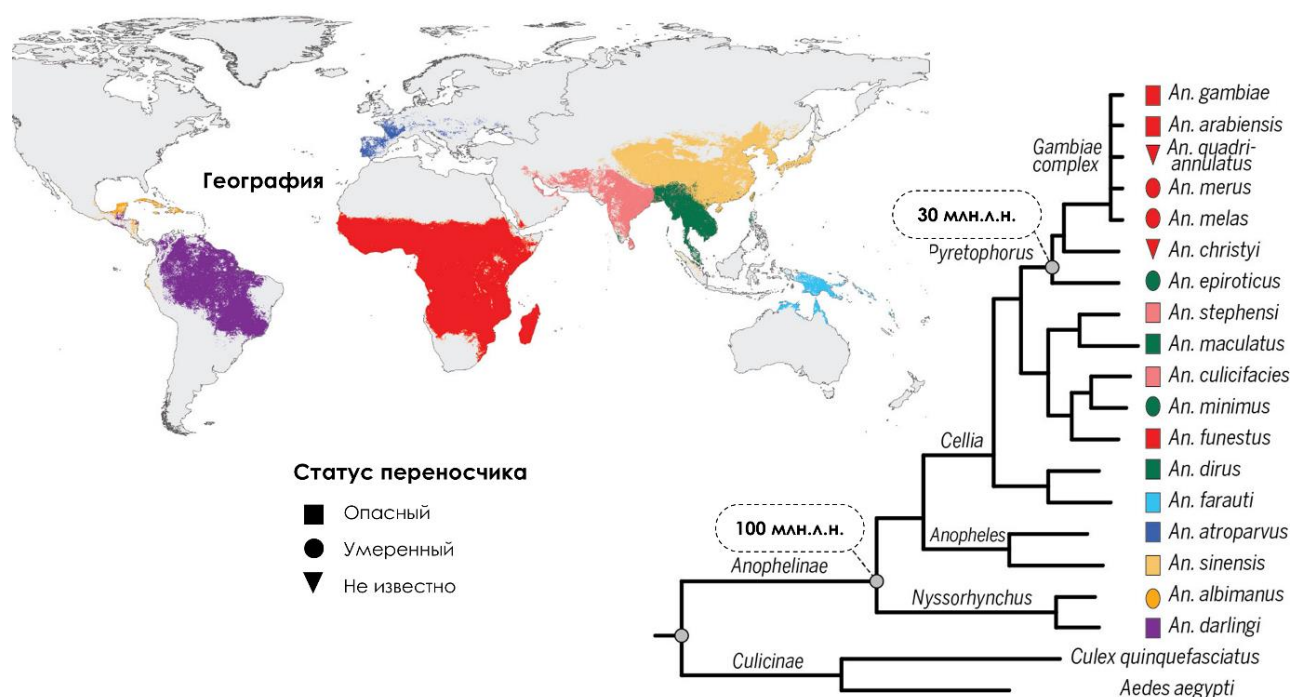 География
Статус переносчика
Опасный
Умеренный
Не известно
30 млн.л.н.
100 млн.л.н.
Gambiae
complex
Pyretophorus
Cellia
Anopheles
Anophelinae
Nyssorhynchus
Culicinae
An. gambiae
An. arabiensis
An. quadri-
annulatus
An. merus
An. melas
An. christyi
An. epiroticus
An. stephensi
An. maculatus
An. culicifacies
An. minimus
An. funestus
An. dirus
An. farauti
An. atroparvus
An. sinensis
An. albimanus
An. darlingi
Culex quinquefasciatus
Aedes aegypti